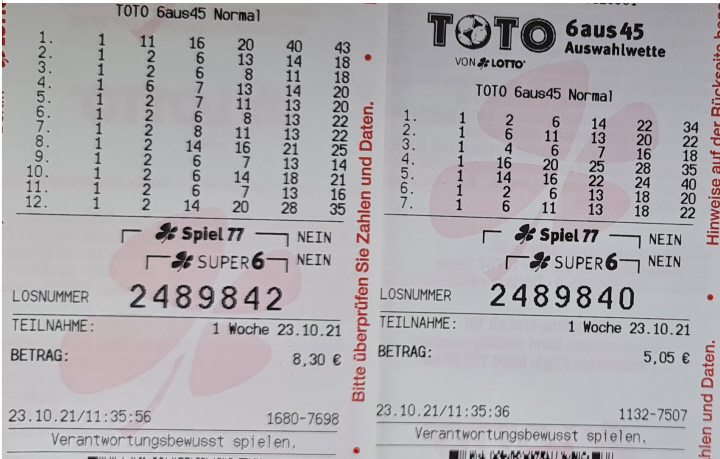 TOTO 6aus45 Normal
1. 1 11 16 20 40 43
2. 1 2 6 13 14 18
3. 1 2 6 8 11 18
4. 1 6 7 13 14 20
5. 1 2 7 11 13 20
6. 1 2 6 8 13 22
7. 1 2 8 11 13 22
8. 1 2 14 16 21 25
9. 1 2 6 7 13 14
10. 1 2 6 14 18 21
11. 1 2 6 7 13 16
12. 1 2 14 20 28 35
Spiel 77 NEIN
SUPER 6 NEIN
LOSNUMMER 2489842
TEILNAHME: 1 Woche 23.10.21
BETRAG: 8,30 €
23.10.21/11:35:56 1680-7698
Verantwortungsbewusst spielen.
Bitte überprüfen Sie Zahlen und Daten.
TOTO 6aus45
Auswahlwette
VON LOTTO
TOTO 6aus45 Normal
1. 1 2 6 14 22 34
2. 1 6 11 13 20 22
3. 1 4 6 7 16 18
4. 1 16 20 25 28 35
5. 1 14 16 22 24 40
6. 1 2 6 13 18 20
7. 1 6 11 13 18 22
Spiel 77 NEIN
SUPER 6 NEIN
LOSNUMMER 2489840
TEILNAHME: 1 Woche 23.10.21
BETRAG: 5,05 €
23.10.21/11:35:36 1132-7507
Verantwortungsbewusst spielen.
Hinweise auf der Rückseite
hlen und Daten.